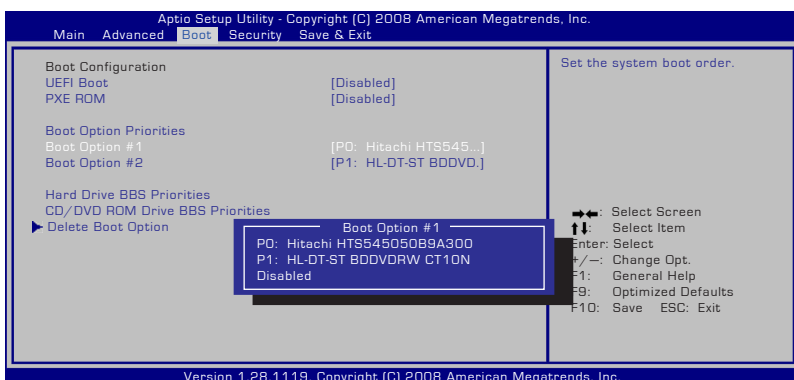 Aptio Setup Utility - Copyright (C) 2008 American Megatrends, Inc.
Main Advanced Boot Security Save & Exit
Boot Configuration
UEFI Boot [Disabled]
PXE ROM [Disabled]
Boot Option Priorities
Boot Option #1 [P0: Hitachi HTS545...]
Boot Option #2 [P1: HL-DT-ST BDDVD.]
Hard Drive BBS Priorities
CD/DVD ROM Drive BBS Priorities
Delete Boot Option
Boot Option #1
P0: Hitachi HTS545050B9A300
P1: HL-DT-ST BDDVDRW CT10N
Disabled
Set the system boot order.
→←: Select Screen
↑↓: Select Item
Enter: Select
+/—: Change Opt.
F1: General Help
F9: Optimized Defaults
F10: Save ESC: Exit
Version 1.28.1119. Copyright (C) 2008 American Megatrends, Inc.